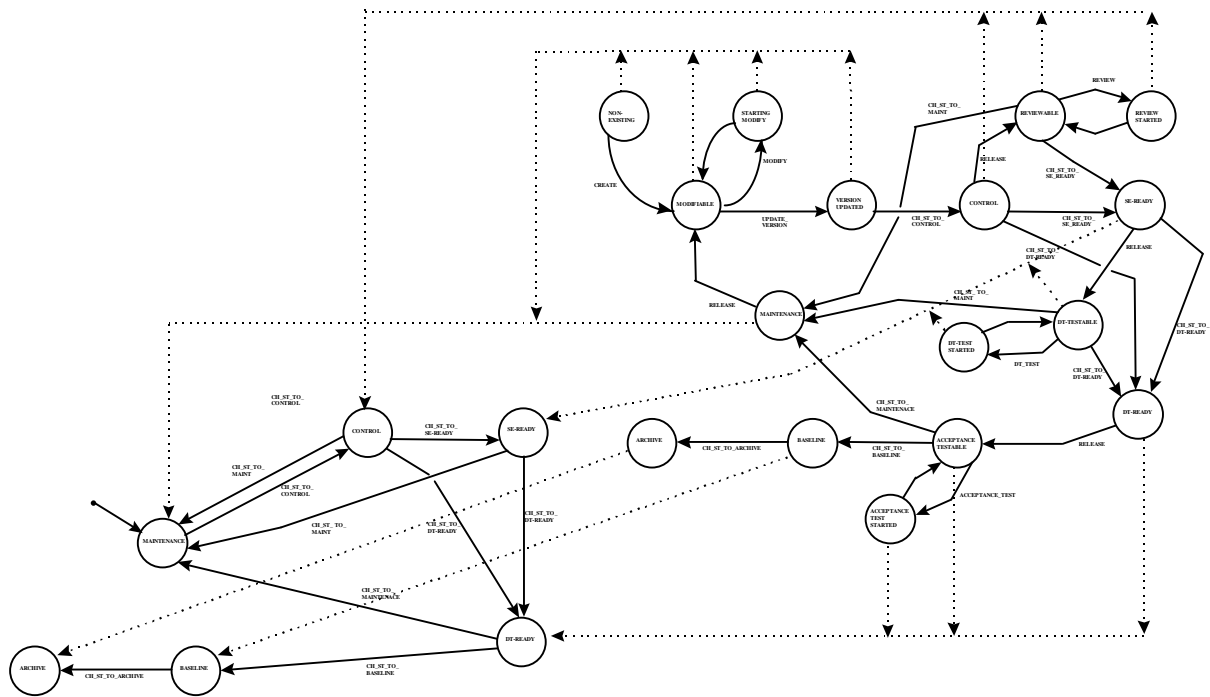 REVIEW
NON-
EXISTING
STARTING
MODIFY
CH_ST_TO_
MAINT
REVIEWABLE
REVIEW
STARTED
MODIFY
RELEASE
CH_ST_TO_
SE_READY
CREATE
MODIFIABLE
VERSION
UPDATED
CONTROL
SE-READY
UPDATE_
VERSION
CH_ST_TO_
CONTROL
CH_ST_TO_
SE_READY
RELEASE
CH_ST_TO_
DT-READY
CH_ST_TO_
MAINT
RELEASE
MAINTENANCE
DT-TESTABLE
CH_ST_TO_
DT-READY
DT-TEST
STARTED
DT_TEST
CH_ST_TO_
DT-READY
CH_ST_TO_
CONTROL
CH_ST_TO_
MAINTENACE
DT-READY
CONTROL
CH_ST_TO_
SE-READY
SE-READY
ARCHIVE
CH_ST_TO_ARCHIVE
BASELINE
CH_ST_TO_
BASELINE
ACCEPTANCE
TESTABLE
RELEASE
CH_ST_TO_
MAINT
CH_ST_TO_
CONTROL
ACCEPTANCE_TEST
ACCEPTANCE
TEST
STARTED
CH_ST_TO_
MAINT
CH_ST_TO_
DT-READY
CH_ST_TO_
DT-READY
MAINTENANCE
CH_ST_TO_
MAINTENACE
DT-READY
ARCHIVE
CH_ST_TO_ARCHIVE
BASELINE
CH_ST_TO_
BASELINE